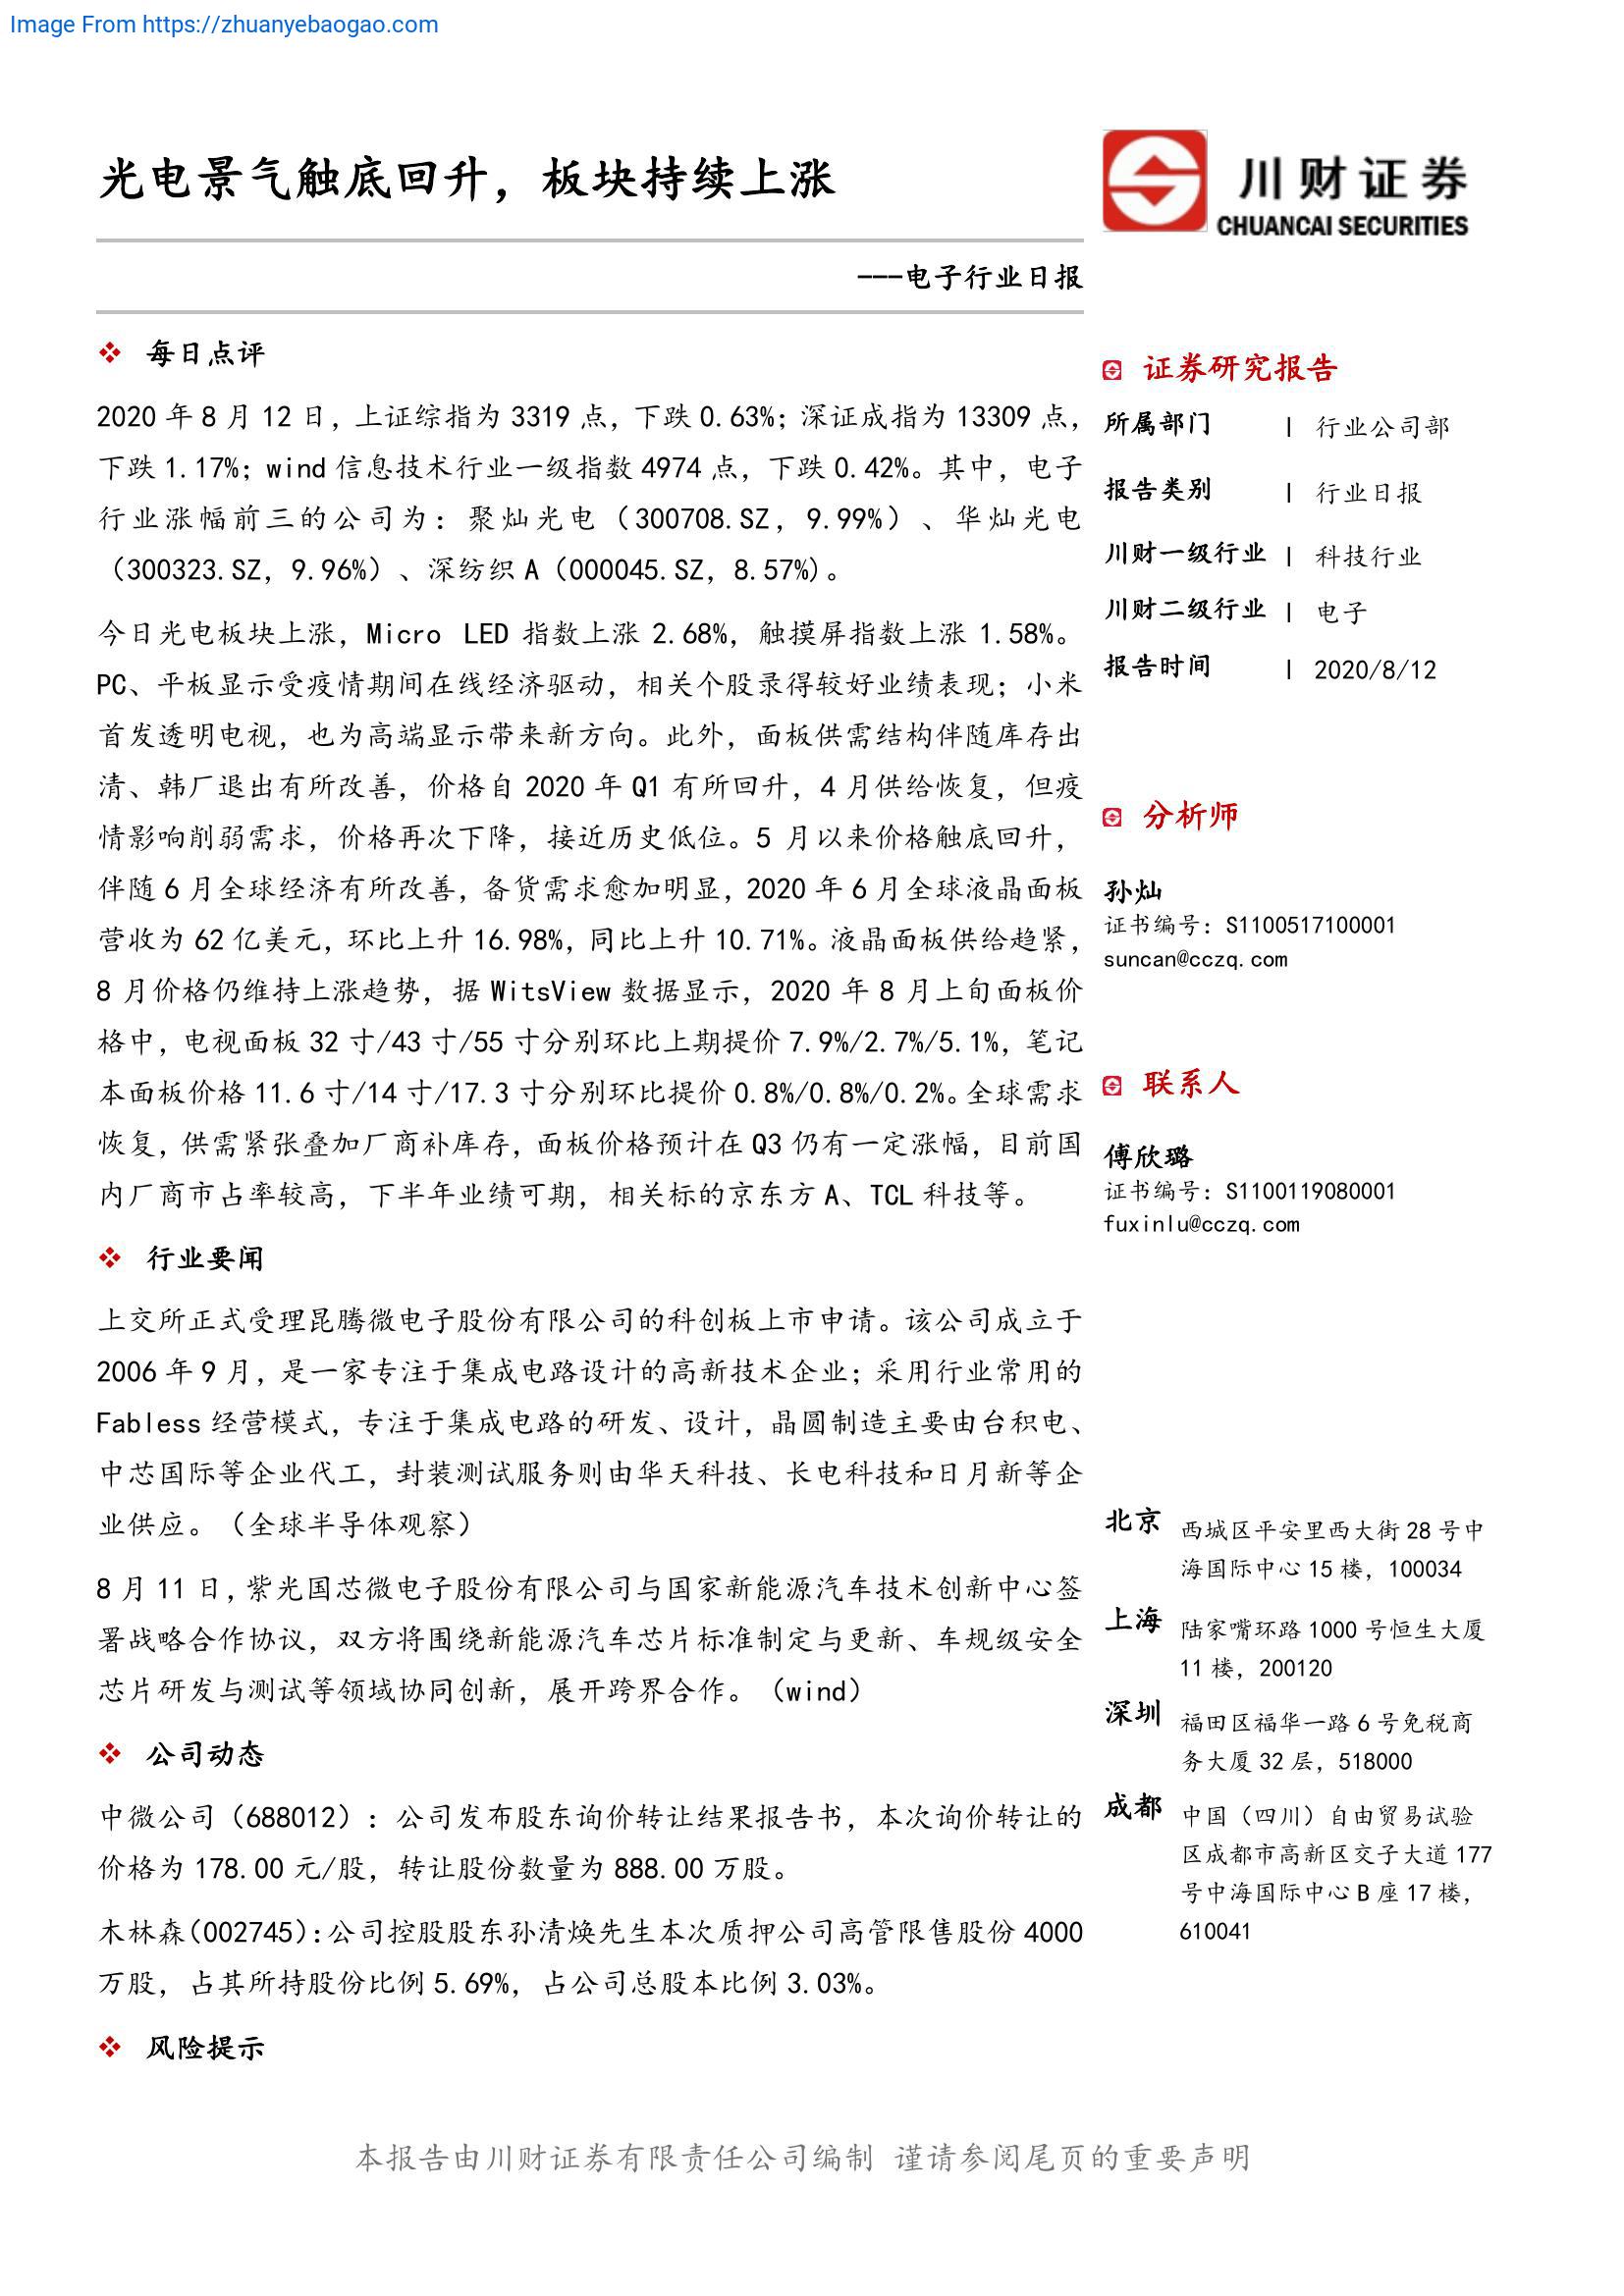 Image From https://zhuanyebaogao.com
光电景气触底回升，板块持续上涨
川财证券
CHUANCAI SECURITIES
---电子行业日报
每日点评
2020 年 8 月 12 日，上证综指为 3319 点，下跌 0.63%；深证成指为 13309 点，
下跌 1.17%；wind 信息技术行业一级指数 4974 点，下跌 0.42%。其中，电子
行业涨幅前三的公司为：聚灿光电（300708.SZ，9.99%）、华灿光电
（300323.SZ，9.96%）、深纺织 A（000045.SZ，8.57%)。
今日光电板块上涨，Micro LED 指数上涨 2.68%，触摸屏指数上涨 1.58%。
PC、平板显示受疫情期间在线经济驱动，相关个股录得较好业绩表现；小米
首发透明电视，也为高端显示带来新方向。此外，面板供需结构伴随库存出
清、韩厂退出有所改善，价格自 2020 年 Q1 有所回升，4 月供给恢复，但疫
情影响削弱需求，价格再次下降，接近历史低位。5 月以来价格触底回升，
伴随 6 月全球经济有所改善，备货需求愈加明显，2020 年 6 月全球液晶面板
营收为 62 亿美元，环比上升 16.98%，同比上升 10.71%。液晶面板供给趋紧，
8 月价格仍维持上涨趋势，据 WitsView 数据显示，2020 年 8 月上旬面板价
格中，电视面板 32 寸/43 寸/55 寸分别环比上期提价 7.9%/2.7%/5.1%，笔记
本面板价格 11.6 寸/14 寸/17.3 寸分别环比提价 0.8%/0.8%/0.2%。全球需求
恢复，供需紧张叠加厂商补库存，面板价格预计在 Q3 仍有一定涨幅，目前国
内厂商市占率较高，下半年业绩可期，相关标的京东方 A、TCL 科技等。
行业要闻
上交所正式受理昆腾微电子股份有限公司的科创板上市申请。该公司成立于
2006 年 9 月，是一家专注于集成电路设计的高新技术企业；采用行业常用的
Fabless 经营模式，专注于集成电路的研发、设计，晶圆制造主要由台积电、
中芯国际等企业代工，封装测试服务则由华天科技、长电科技和日月新等企
业供应。（全球半导体观察）
8 月 11 日，紫光国芯微电子股份有限公司与国家新能源汽车技术创新中心签
署战略合作协议，双方将围绕新能源汽车芯片标准制定与更新、车规级安全
芯片研发与测试等领域协同创新，展开跨界合作。（wind）
公司动态
中微公司（688012）：公司发布股东询价转让结果报告书，本次询价转让的
价格为 178.00 元/股，转让股份数量为 888.00 万股。
木林森（002745）：公司控股股东孙清焕先生本次质押公司高管限售股份 4000
万股，占其所持股份比例 5.69%，占公司总股本比例 3.03%。
风险提示
证券研究报告
所属部门 | 行业公司部
报告类别 | 行业日报
川财一级行业 | 科技行业
川财二级行业 | 电子
报告时间 | 2020/8/12
分析师
孙灿
证书编号：S1100517100001
suncan@cczq.com
联系人
傅欣璐
证书编号：S1100119080001
fuxinlu@cczq.com
北京 西城区平安里西大街 28 号中
海国际中心 15 楼，100034
上海 陆家嘴环路 1000 号恒生大厦
11 楼，200120
深圳 福田区福华一路 6 号免税商
务大厦 32 层，518000
成都 中国（四川）自由贸易试验
区成都市高新区交子大道 177
号中海国际中心 B 座 17 楼，
610041
本报告由川财证券有限责任公司编制 谨请参阅尾页的重要声明